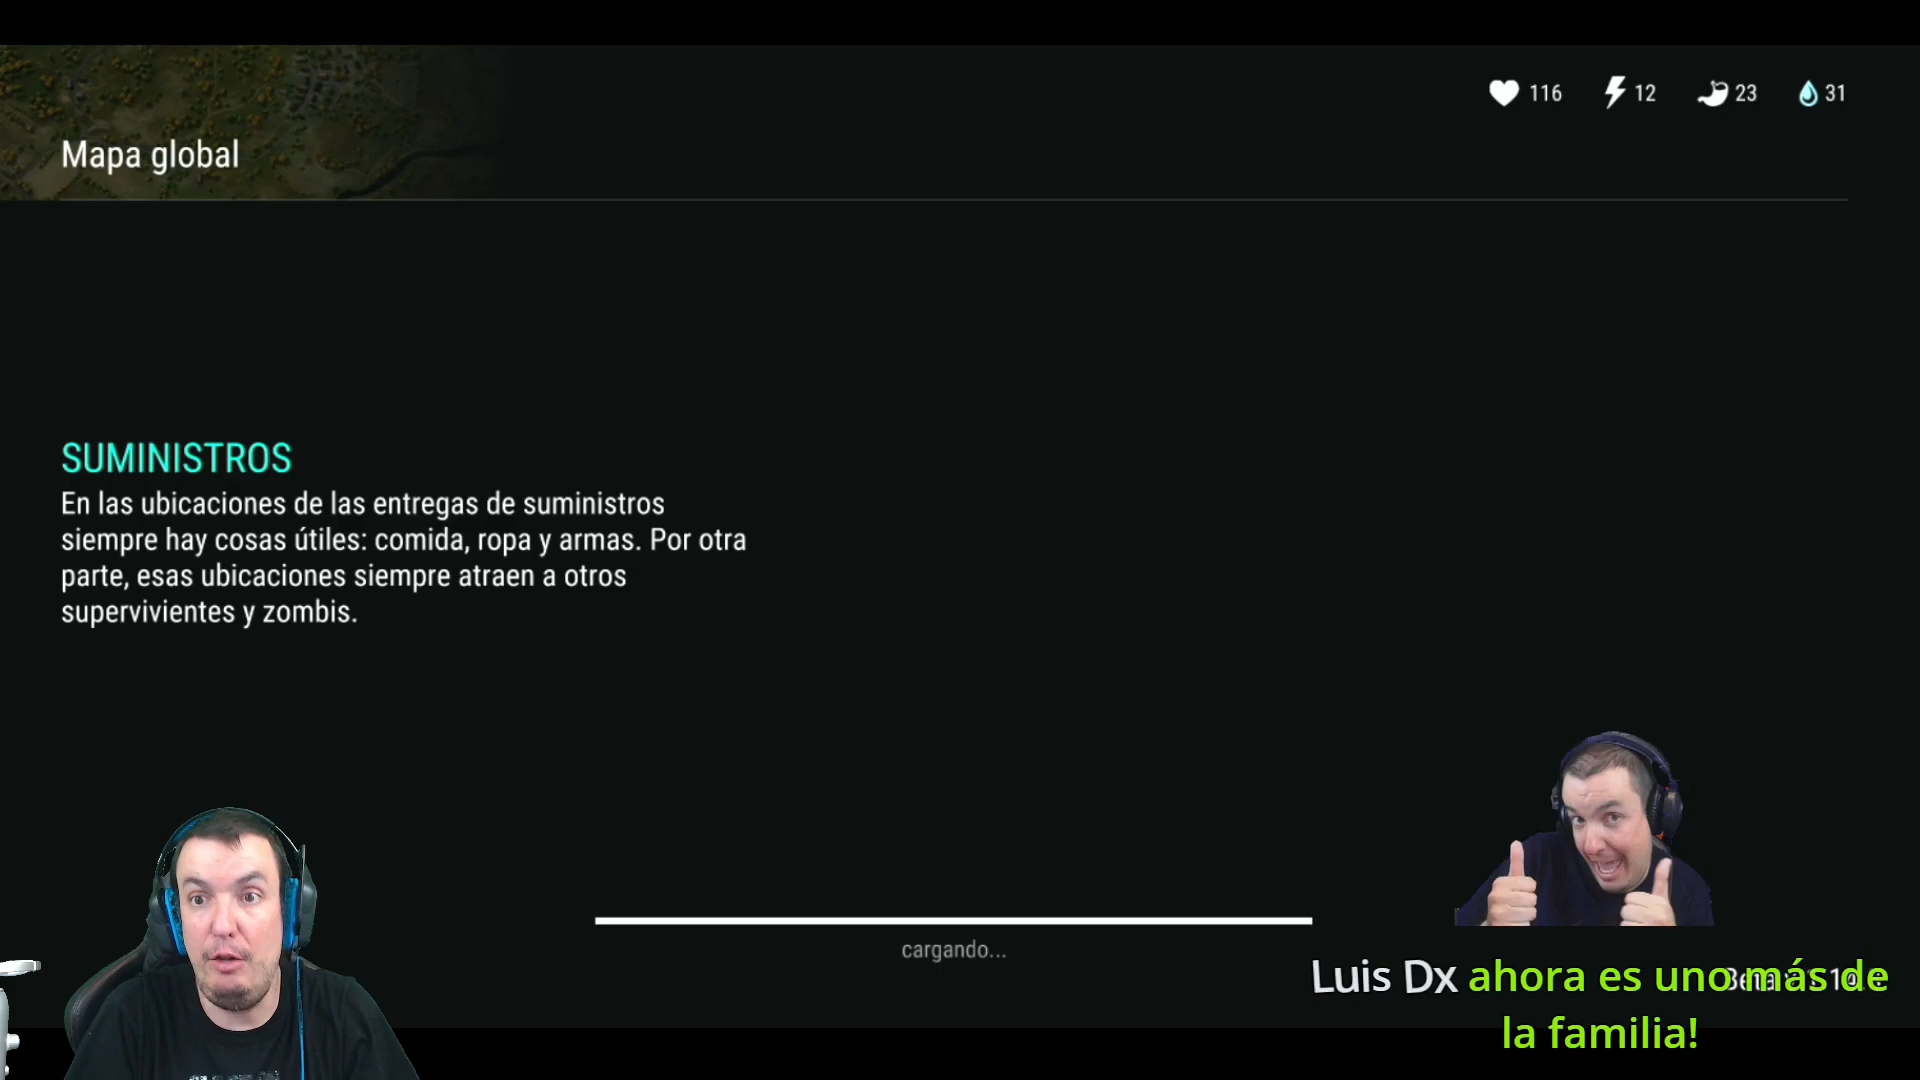 116 12 23 31
Mapa global
SUMINISTROS
En las ubicaciones de las entregas de suministros
siempre hay cosas útiles: comida, ropa y armas. Por otra
parte, esas ubicaciones siempre atraen a otros
supervivientes y zombis.
cargando...
Luis Dx ahora es uno más de
la familia!